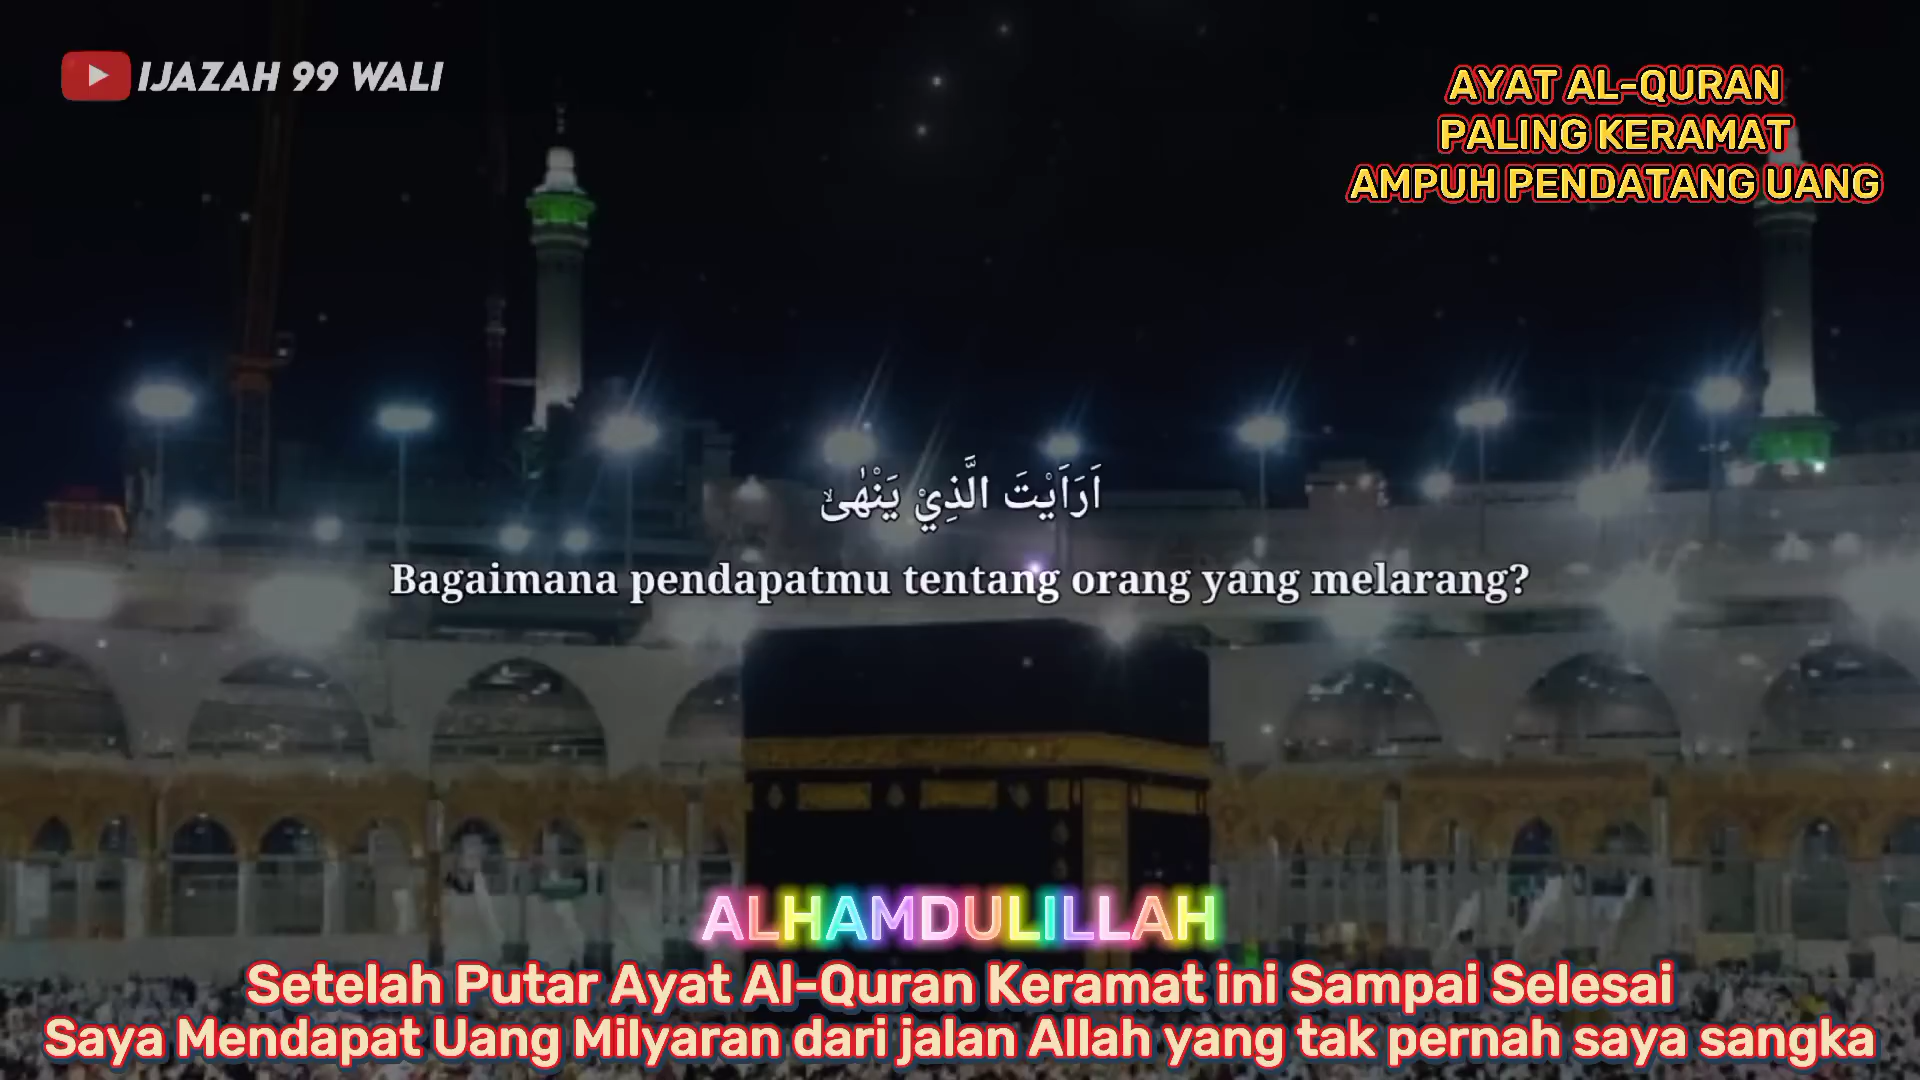 IJAZAH 99 WALI
AYAT AL-QURAN
PALING KERAMAT
AMPUH PENDATANG UANG
اَرَاَيْتَ الَّذِيْ يَنْهٰىۙ
Bagaimana pendapatmu tentang orang yang melarang?
ALHAMDULILLAH
Setelah Putar Ayat Al-Quran Keramat ini Sampai Selesai
Saya Mendapat Uang Milyaran dari jalan Allah yang tak pernah saya sangka